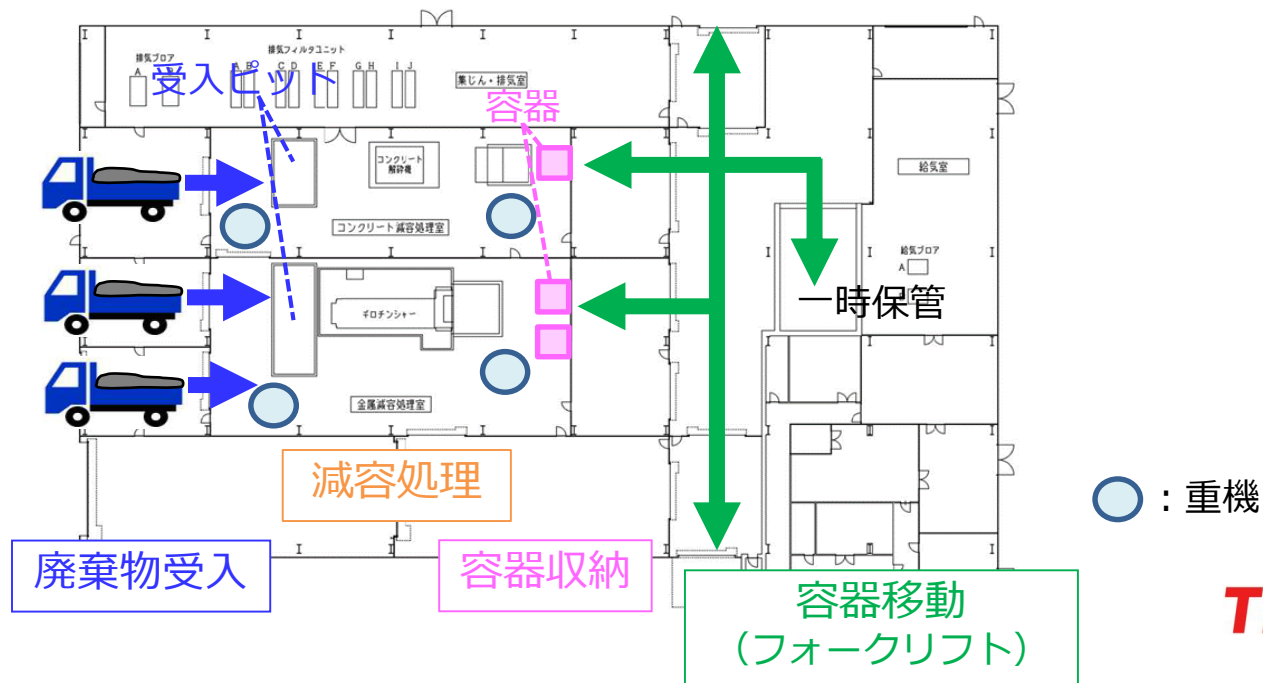 排気ブロア
A
排気フィルタユニット
A B C D E F G H I J
受入ピット
集じん・排気室
容器
コンクリート
解砕機
コンクリート減容処理室
給気室
給気ブロア
A
一時保管
ギロチンシャー
金属減容処理室
減容処理
廃棄物受入
容器収納
容器移動
（フォークリフト）
：重機
T